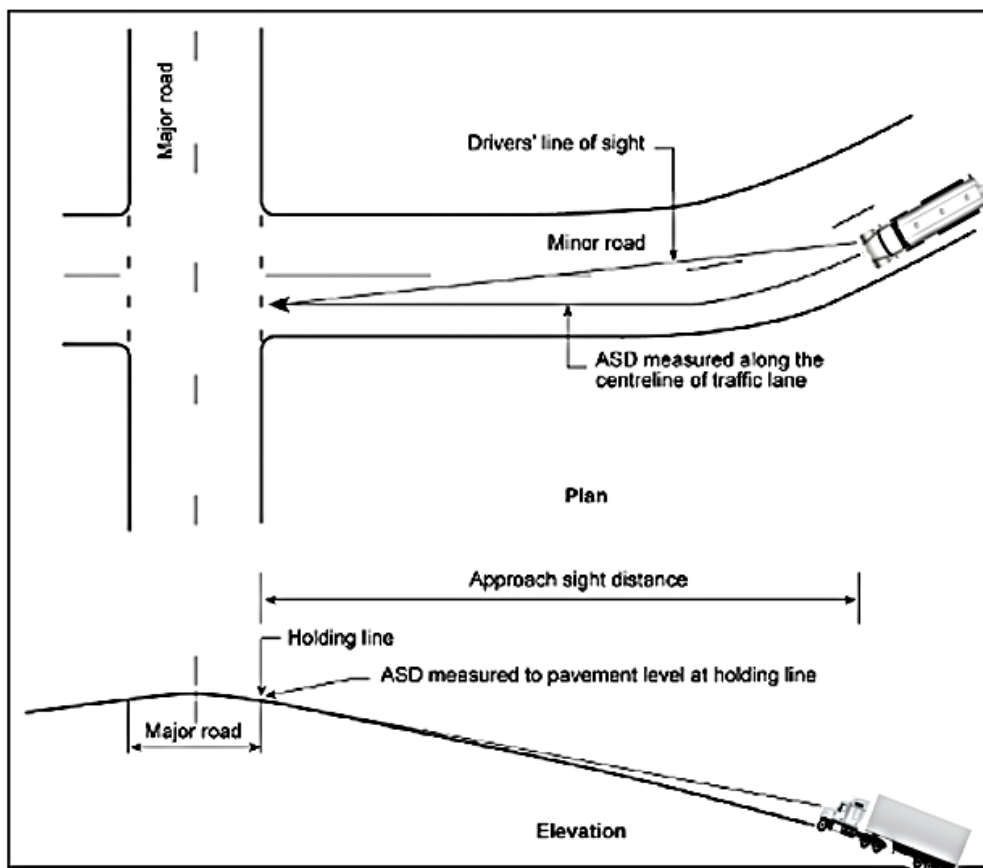 Major road
Drivers' line of sight
Minor road
ASD measured along the
centreline of traffic lane
Plan
Approach sight distance
Holding line
ASD measured to pavement level at holding line
Major road
Elevation